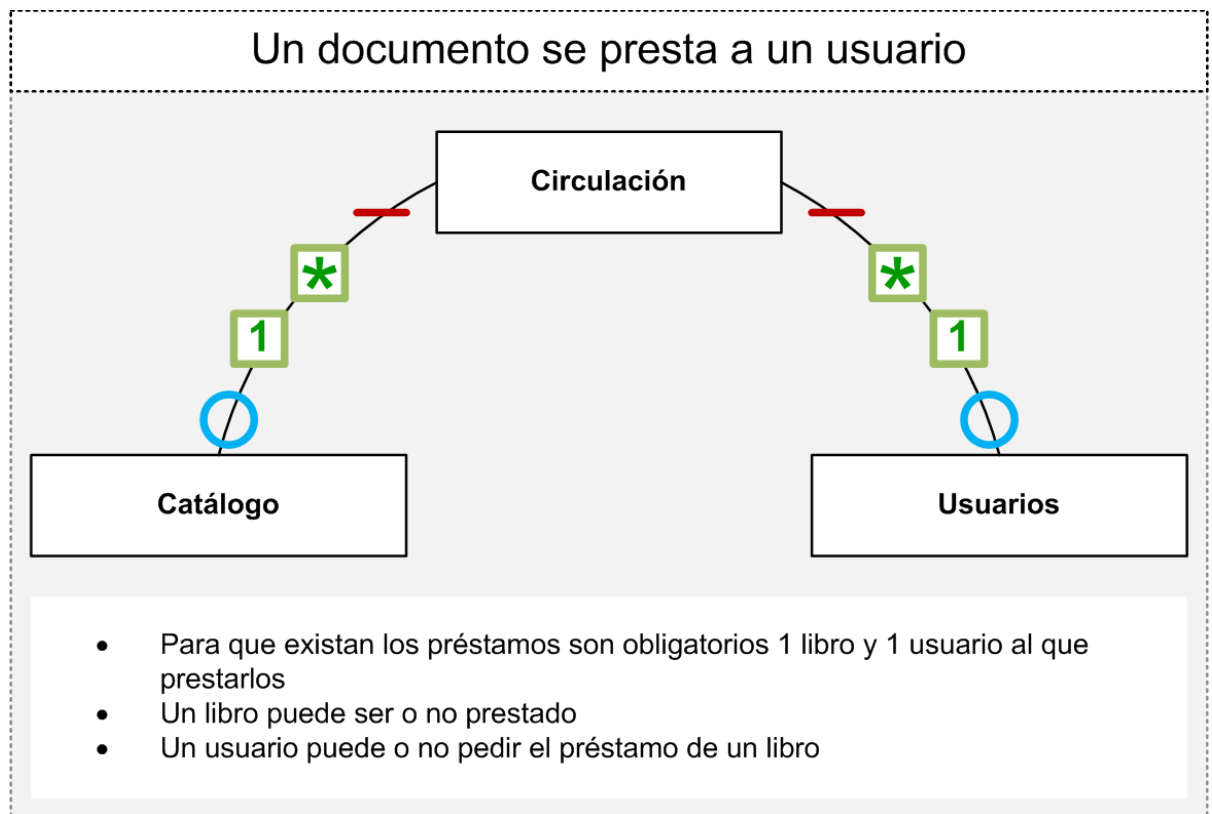 Un documento se presta a un usuario
Circulación
*
*
1
1
Catálogo
Usuarios
• Para que existan los préstamos son obligatorios 1 libro y 1 usuario al que
prestarlos
• Un libro puede ser o no prestado
• Un usuario puede o no pedir el préstamo de un libro